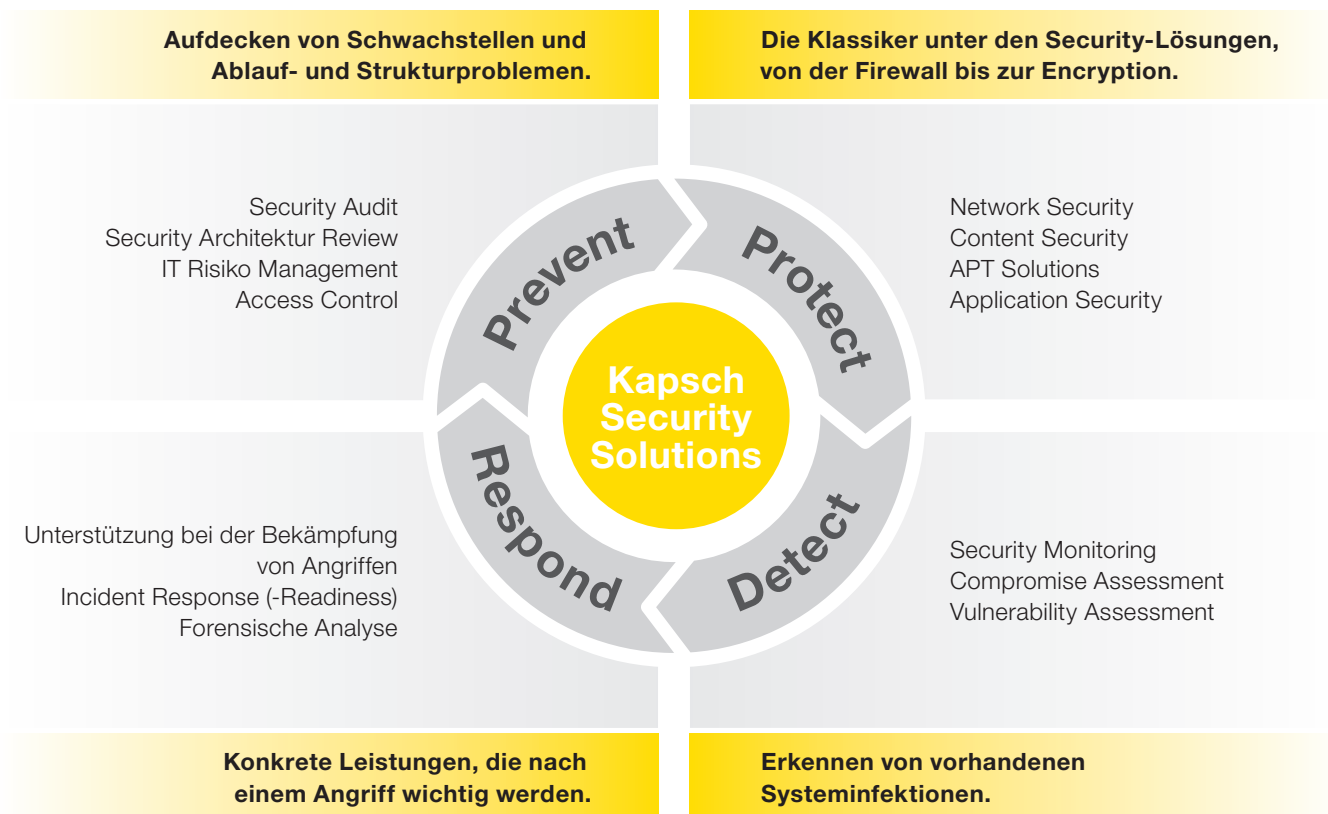 Aufdecken von Schwachstellen und
Ablauf- und Strukturproblemen.
Die Klassiker unter den Security-Lösungen,
von der Firewall bis zur Encryption.
Security Audit
Security Architektur Review
IT Risiko Management
Access Control
Prevent
Protect
Network Security
Content Security
APT Solutions
Application Security
Kapsch
Security
Solutions
Unterstützung bei der Bekämpfung
von Angriffen
Incident Response (-Readiness)
Forensische Analyse
Respond
Detect
Security Monitoring
Compromise Assessment
Vulnerability Assessment
Konkrete Leistungen, die nach
einem Angriff wichtig werden.
Erkennen von vorhandenen
Systeminfektionen.